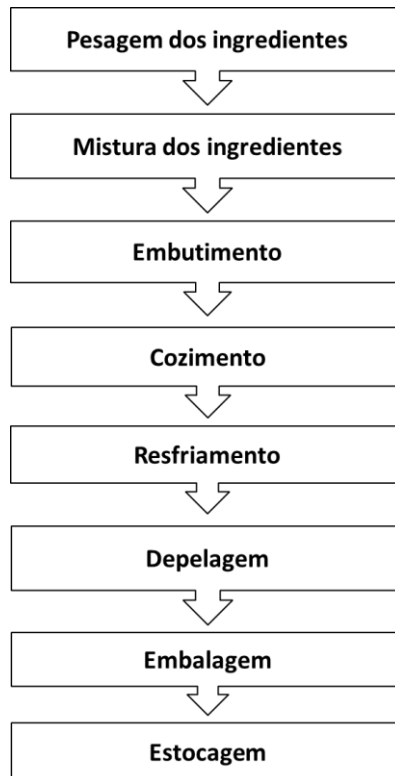 Pesagem dos ingredientes
Mistura dos ingredientes
Embutimento
Cozimento
Resfriamento
Depelagem
Embalagem
Estocagem